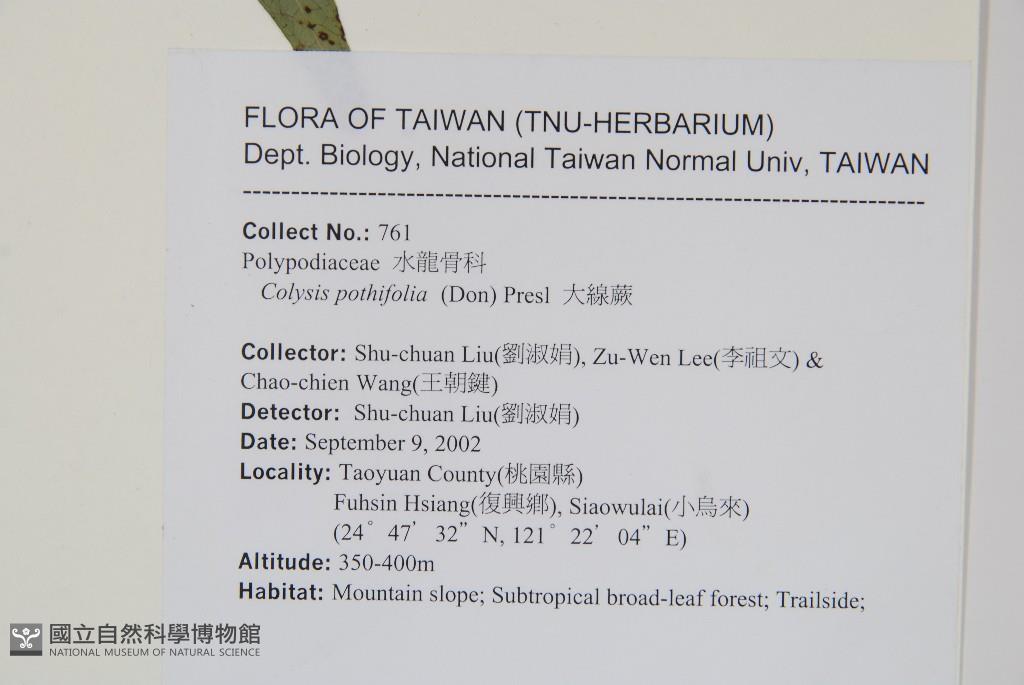 FLORA OF TAIWAN (TNU-HERBARIUM)
Dept. Biology, National Taiwan Normal Univ, TAIWAN
--------------------------------------------------------------------------------
Collect No.: 761
Polypodiaceae 水龍骨科
Colysis pothifolia (Don) Presl 大線蕨
Collector: Shu-chuan Liu(劉淑娟), Zu-Wen Lee(李祖文) &
Chao-chien Wang(王朝鍵)
Detector: Shu-chuan Liu(劉淑娟)
Date: September 9, 2002
Locality: Taoyuan County(桃園縣)
Fuhsin Hsiang(復興鄉), Siaowulai(小烏來)
(24° 47’ 32” N, 121° 22’ 04” E)
Altitude: 350-400m
Habitat: Mountain slope; Subtropical broad-leaf forest; Trailside;
國立自然科學博物館
NATIONAL MUSEUM OF NATURAL SCIENCE